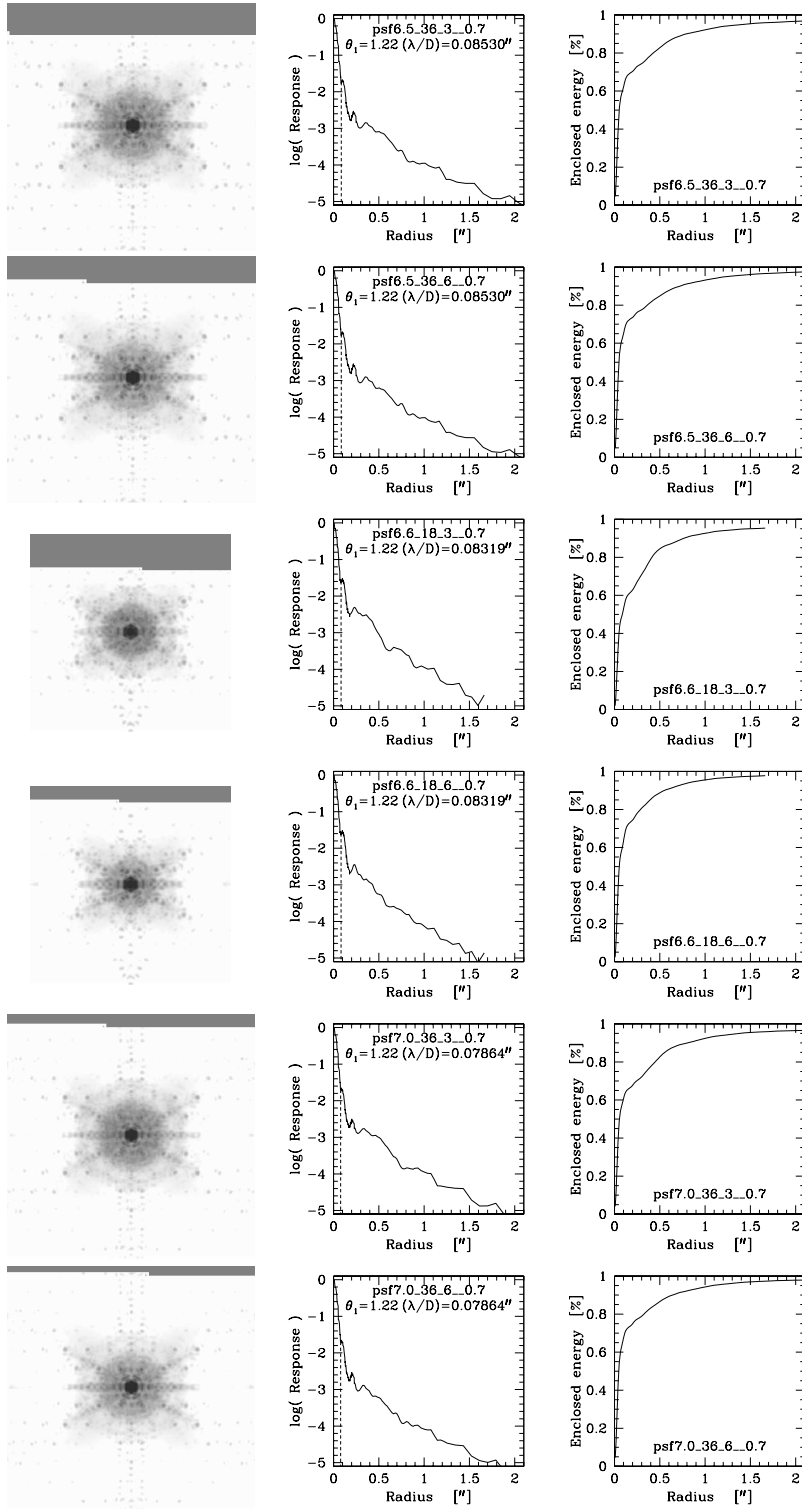 0
-1
-2
-3
-4
-5
log( Response )
psf6.5_36_3__0.7
θ₁=1.22(λ/D)=0.08530″
0 0.5 1 1.5 2
Radius [″]
1
0.8
0.6
0.4
0.2
0
Enclosed energy [%]
psf6.5_36_3__0.7
0 0.5 1 1.5 2
Radius [″]
0
-1
-2
-3
-4
-5
log( Response )
psf6.5_36_6__0.7
θ₁=1.22(λ/D)=0.08530″
0 0.5 1 1.5 2
Radius [″]
1
0.8
0.6
0.4
0.2
0
Enclosed energy [%]
psf6.5_36_6__0.7
0 0.5 1 1.5 2
Radius [″]
0
-1
-2
-3
-4
-5
log( Response )
psf6.6_18_3__0.7
θ₁=1.22(λ/D)=0.08319″
0 0.5 1 1.5 2
Radius [″]
1
0.8
0.6
0.4
0.2
0
Enclosed energy [%]
psf6.6_18_3__0.7
0 0.5 1 1.5 2
Radius [″]
0
-1
-2
-3
-4
-5
log( Response )
psf6.6_18_6__0.7
θ₁=1.22(λ/D)=0.08319″
0 0.5 1 1.5 2
Radius [″]
1
0.8
0.6
0.4
0.2
0
Enclosed energy [%]
psf6.6_18_6__0.7
0 0.5 1 1.5 2
Radius [″]
0
-1
-2
-3
-4
-5
log( Response )
psf7.0_36_3__0.7
θ₁=1.22(λ/D)=0.07864″
0 0.5 1 1.5 2
Radius [″]
1
0.8
0.6
0.4
0.2
0
Enclosed energy [%]
psf7.0_36_3__0.7
0 0.5 1 1.5 2
Radius [″]
0
-1
-2
-3
-4
-5
log( Response )
psf7.0_36_6__0.7
θ₁=1.22(λ/D)=0.07864″
0 0.5 1 1.5 2
Radius [″]
1
0.8
0.6
0.4
0.2
0
Enclosed energy [%]
psf7.0_36_6__0.7
0 0.5 1 1.5 2
Radius [″]